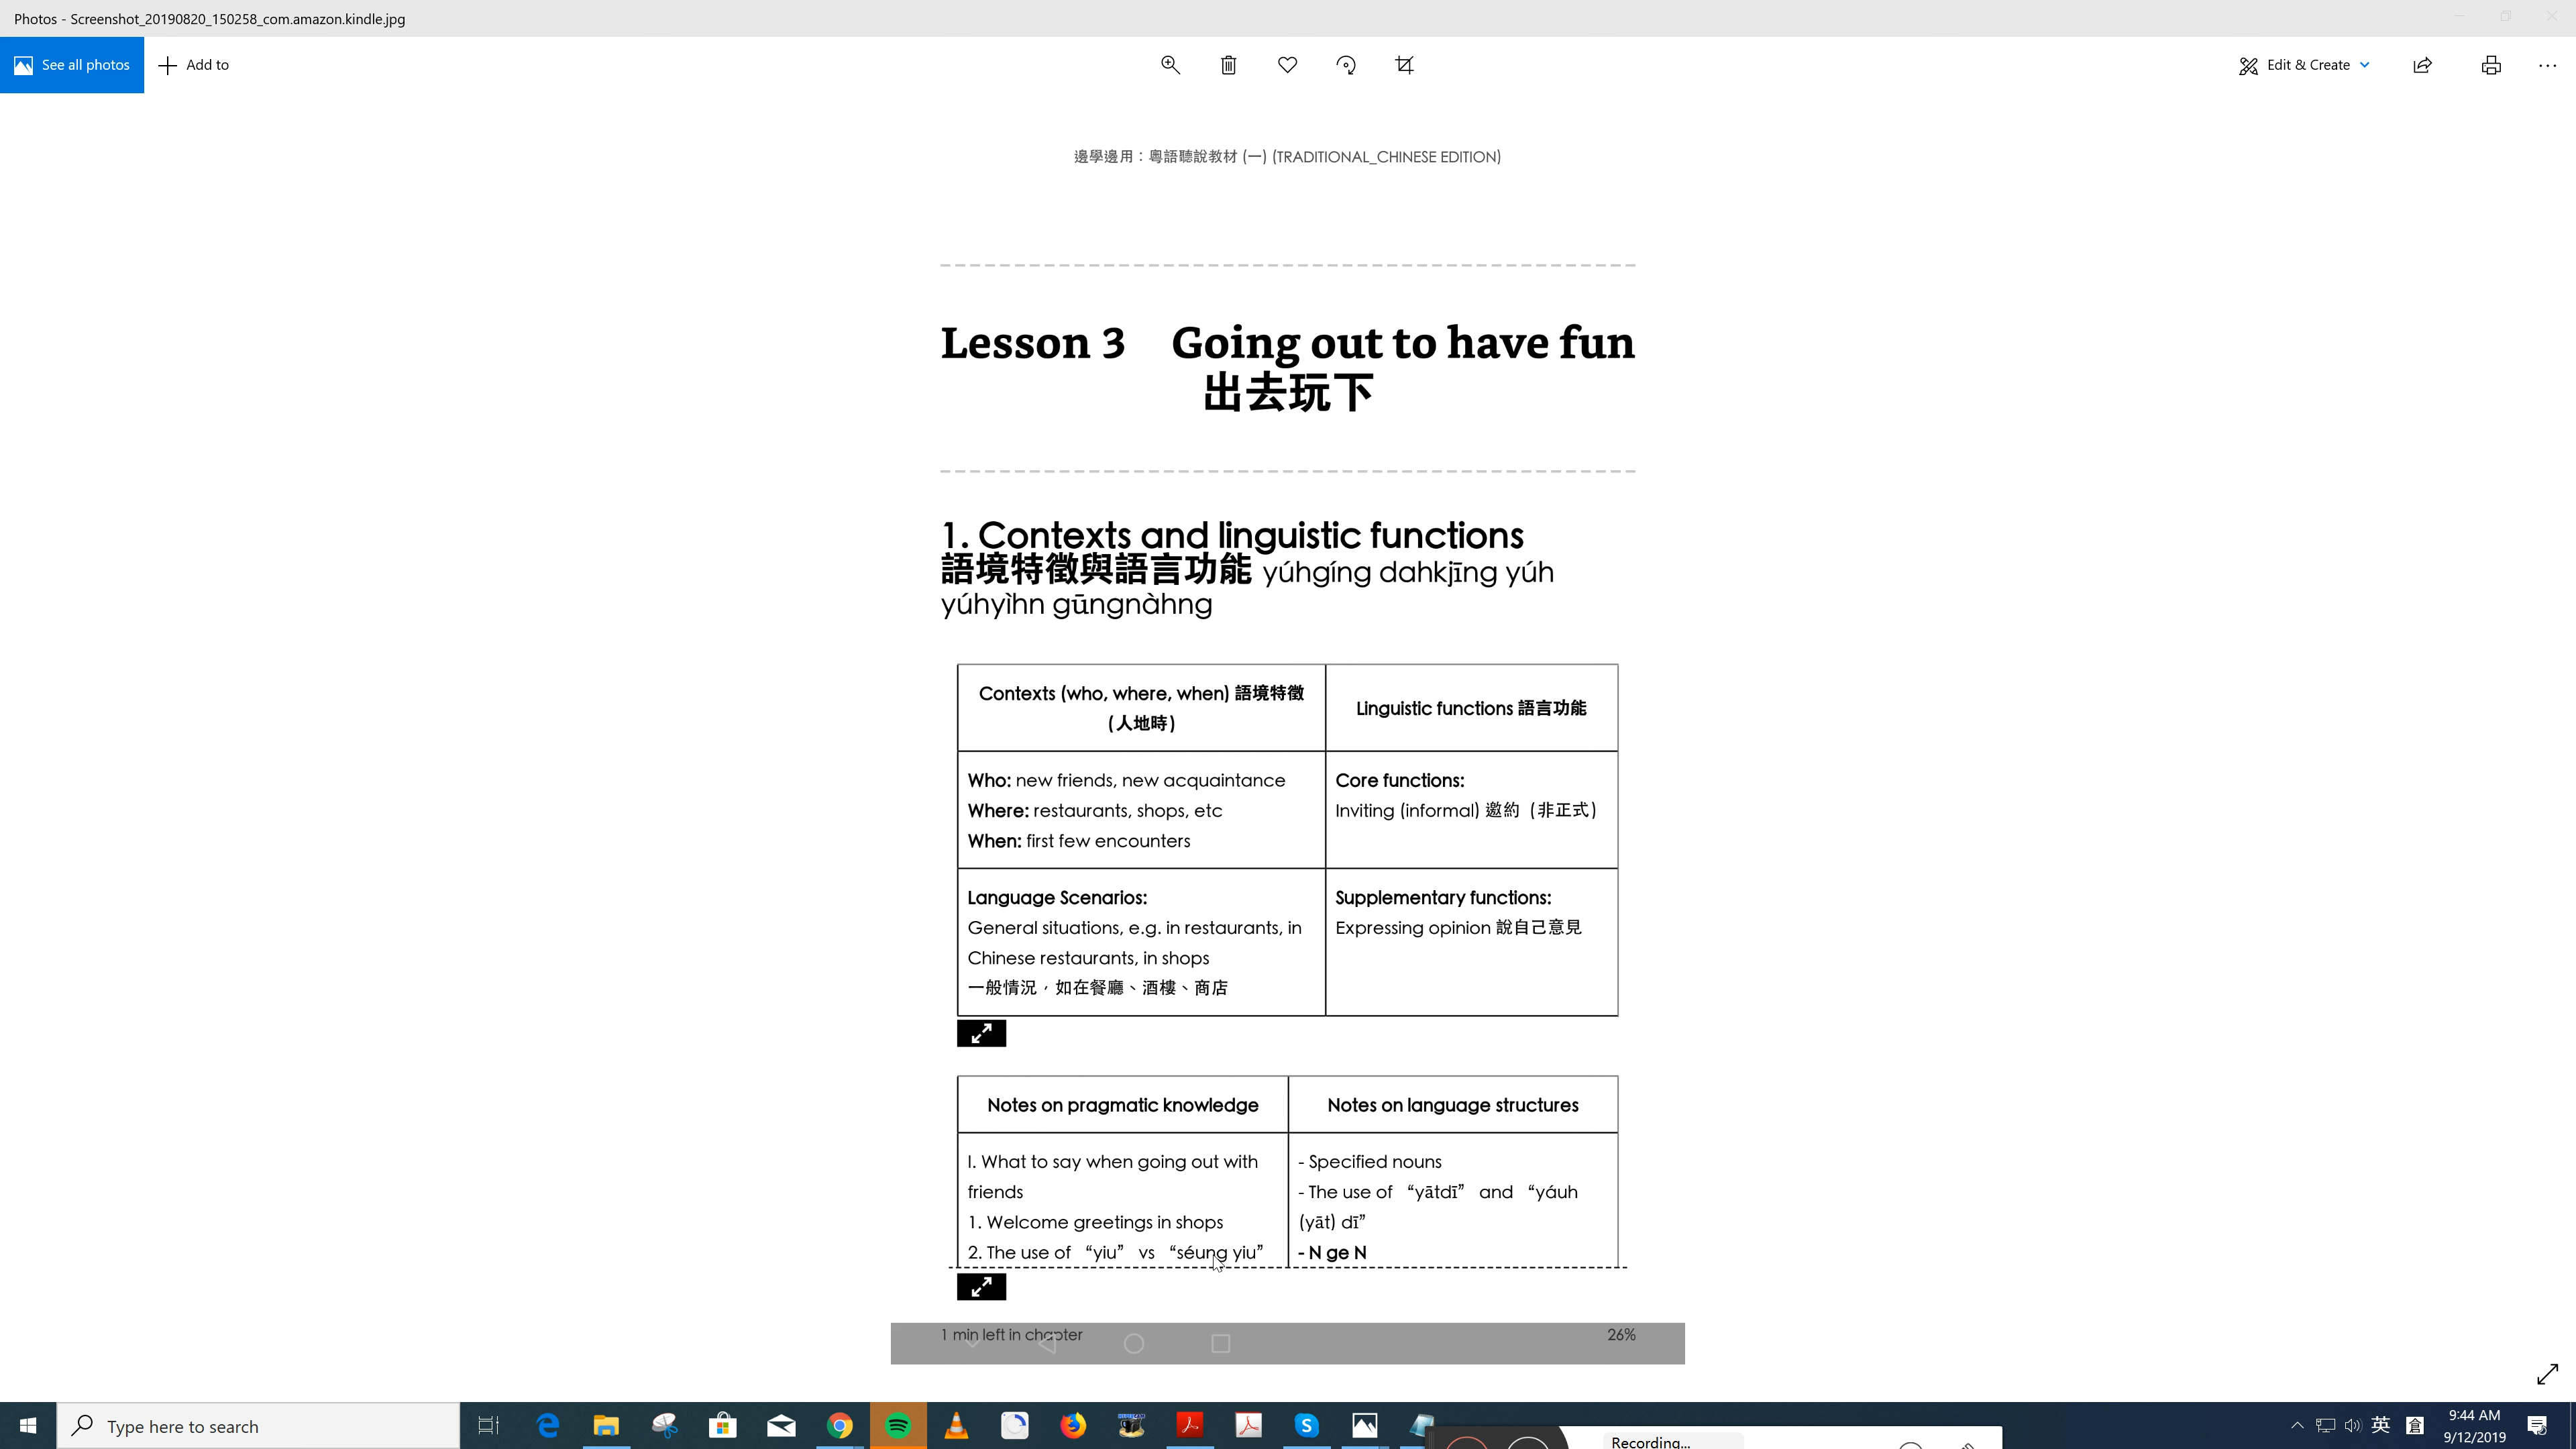 Photos - Screenshot_20190820_150258_com.amazon.kindle.jpg
See all photos
Add to
Edit & Create
邊學邊用：粵語聽說教材 (一) (TRADITIONAL_CHINESE EDITION)
Lesson 3 Going out to have fun
出去玩下
1. Contexts and linguistic functions
語境特徵與語言功能 yúhgíng dahkjīng yúh
yúhyìhn gūngnàhng
Contexts (who, where, when) 語境特徵
(人地時)
Linguistic functions 語言功能
Who: new friends, new acquaintance
Where: restaurants, shops, etc
When: first few encounters
Core functions:
Inviting (informal) 邀約 (非正式)
Language Scenarios:
General situations, e.g. in restaurants, in
Chinese restaurants, in shops
一般情況，如在餐廳、酒樓、商店
Supplementary functions:
Expressing opinion 說自己意見
Notes on pragmatic knowledge
Notes on language structures
I. What to say when going out with
friends
1. Welcome greetings in shops
2. The use of “yiu” vs “séung yiu”
- Specified nouns
- The use of “yātdī” and “yáuh
(yāt) dī”
- N ge N
1 min left in chapter
26%
Type here to search
Recording...
英
倉
9:44 AM
9/12/2019